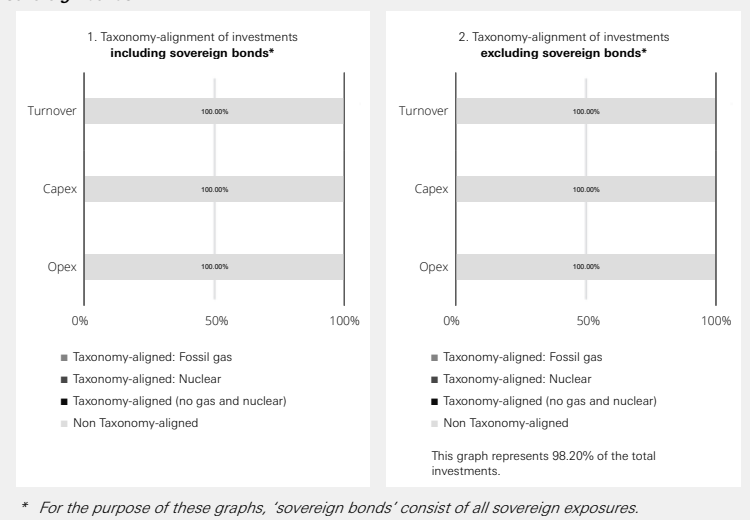 1. Taxonomy-alignment of investments
including sovereign bonds*
Turnover
100.00%
Capex
100.00%
Opex
100.00%
0%
50%
100%
Taxonomy-aligned: Fossil gas
Taxonomy-aligned: Nuclear
Taxonomy-aligned (no gas and nuclear)
Non Taxonomy-aligned
2. Taxonomy-alignment of investments
excluding sovereign bonds*
Turnover
100.00%
Capex
100.00%
Opex
100.00%
0%
50%
100%
Taxonomy-aligned: Fossil gas
Taxonomy-aligned: Nuclear
Taxonomy-aligned (no gas and nuclear)
Non Taxonomy-aligned
This graph represents 98.20% of the total
investments.
* For the purpose of these graphs, ‘sovereign bonds’ consist of all sovereign exposures.